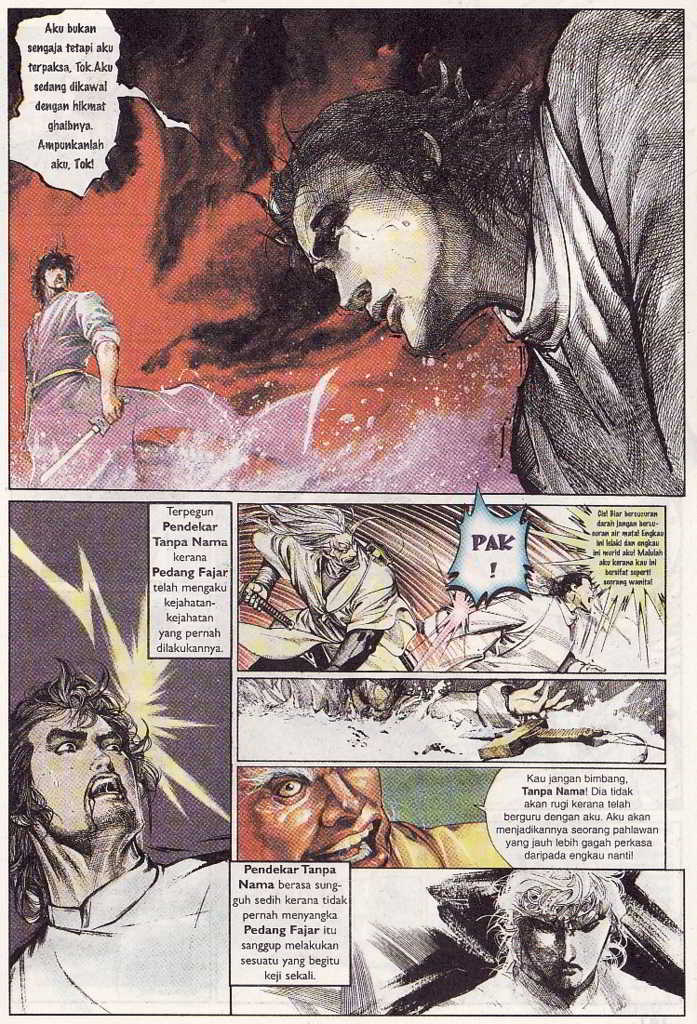 Aku bukan
sengaja tetapi aku
terpaksa, Tok.Aku
sedang dikawal
dengan hikmat
ghaibnya.
Ampunkanlah
aku, Tok!
Terpegun
Pendekar
Tanpa Nama
kerana
Pedang Fajar
telah mengaku
kejahatan-
kejahatan
yang pernah
dilakukannya.
PAK
!
Cis! Biar bercucuran
darah jangan bercu-
curan air mata! Engkau
ini lelaki dan engkau
ini murid aku! Malulah
aku kerana kau ini
bersifat seperti
seorang wanita!
Kau jangan bimbang,
Tanpa Nama! Dia tidak
akan rugi kerana telah
berguru dengan aku. Aku akan
menjadikannya seorang pahlawan
yang jauh lebih gagah perkasa
daripada engkau nanti!
Pendekar Tanpa
Nama berasa sung-
guh sedih kerana tidak
pernah menyangka
Pedang Fajar itu
sanggup melakukan
sesuatu yang begitu
keji sekali.